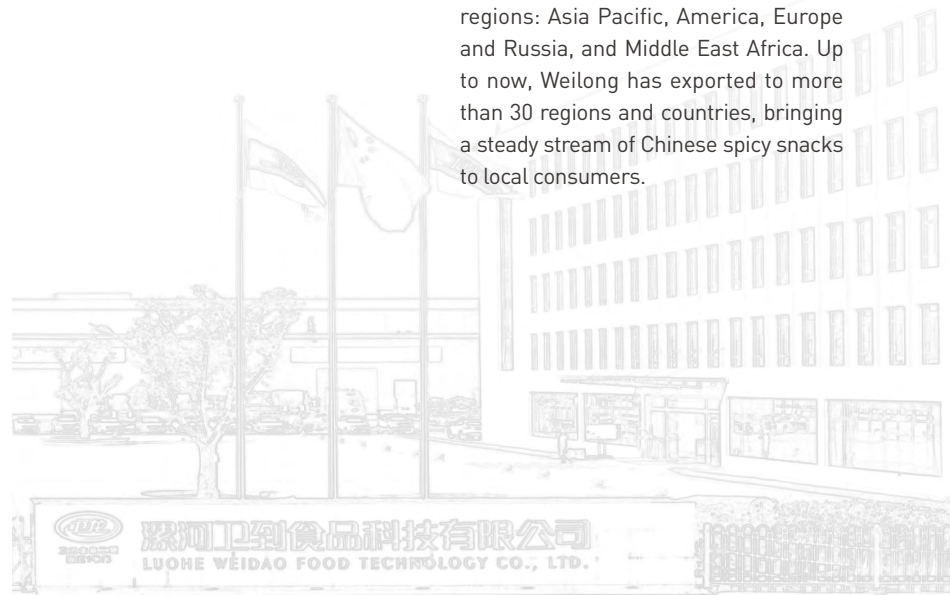 regions: Asia Pacific, America, Europe
and Russia, and Middle East Africa. Up
to now, Weilong has exported to more
than 30 regions and countries, bringing
a steady stream of Chinese spicy snacks
to local consumers.
漯河卫到食品科技有限公司
LUOHE WEIDAO FOOD TECHNOLOGY CO., LTD.